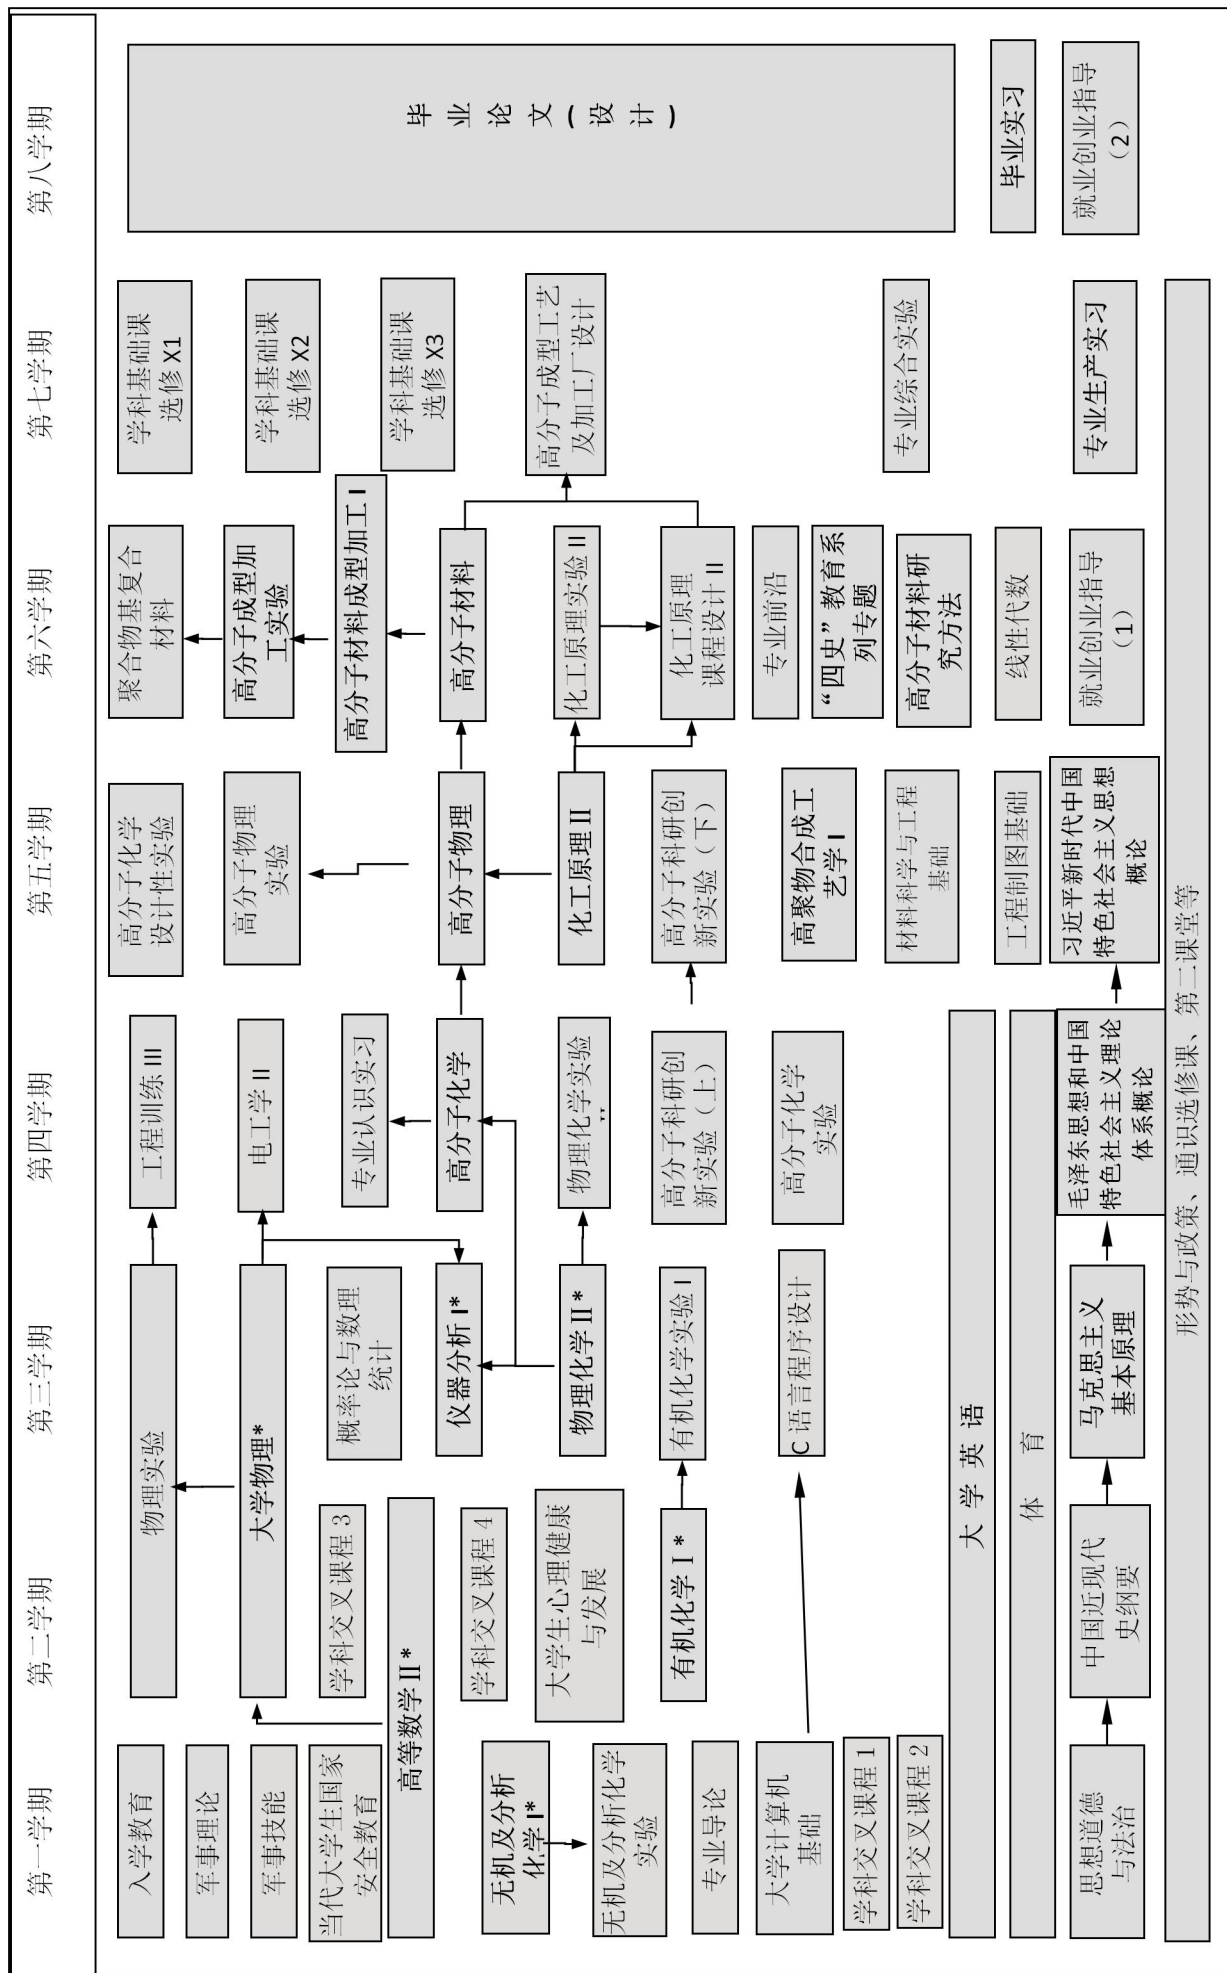 第一学期
第二学期
第三学期
第四学期
第五学期
第六学期
第七学期
第八学期
入学教育
军事理论
军事技能
当代大学生国家
安全教育
高等数学 II*
无机及分析
化学 I*
无机及分析化学
实验
专业导论
大学计算机
基础
学科交叉课程 1
学科交叉课程 2
思想道德
与法治
物理实验
大学物理*
学科交叉课程 3
学科交叉课程 4
大学生心理健康
与发展
有机化学 I *
中国近现代
史纲要
概率论与数理
统计
仪器分析 I*
物理化学 II *
有机化学实验 I
C 语言程序设计
大 学 英 语
体 育
马克思主义
基本原理
工程训练 III
电工学 II
专业认识实习
高分子化学
物理化学实验
高分子科研创
新实验（上）
高分子化学
实验
毛泽东思想和中国
特色社会主义理论
体系概论
高分子化学
设计性实验
高分子物理
实验
高分子物理
化工原理 II
高分子科研创
新实验（下）
高聚物合成工
艺学 I
材料科学与工程
基础
工程制图基础
习近平新时代中国
特色社会主义思想
概论
聚合物基复合
材料
高分子成型加
工实验
高分子材料成型加工 I
高分子材料
化工原理实验 II
化工原理
课程设计 II
专业前沿
“四史”教育系
列专题
高分子材料研
究方法
线性代数
就业创业指导
（1）
学科基础课
选修 X1
学科基础课
选修 X2
学科基础课
选修 X3
高分子成型工艺
及加工厂设计
专业综合实验
专业生产实习
毕 业 论 文 ( 设 计 )
毕业实习
就业创业指导
（2）
形势与政策、通识选修课、第二课堂等